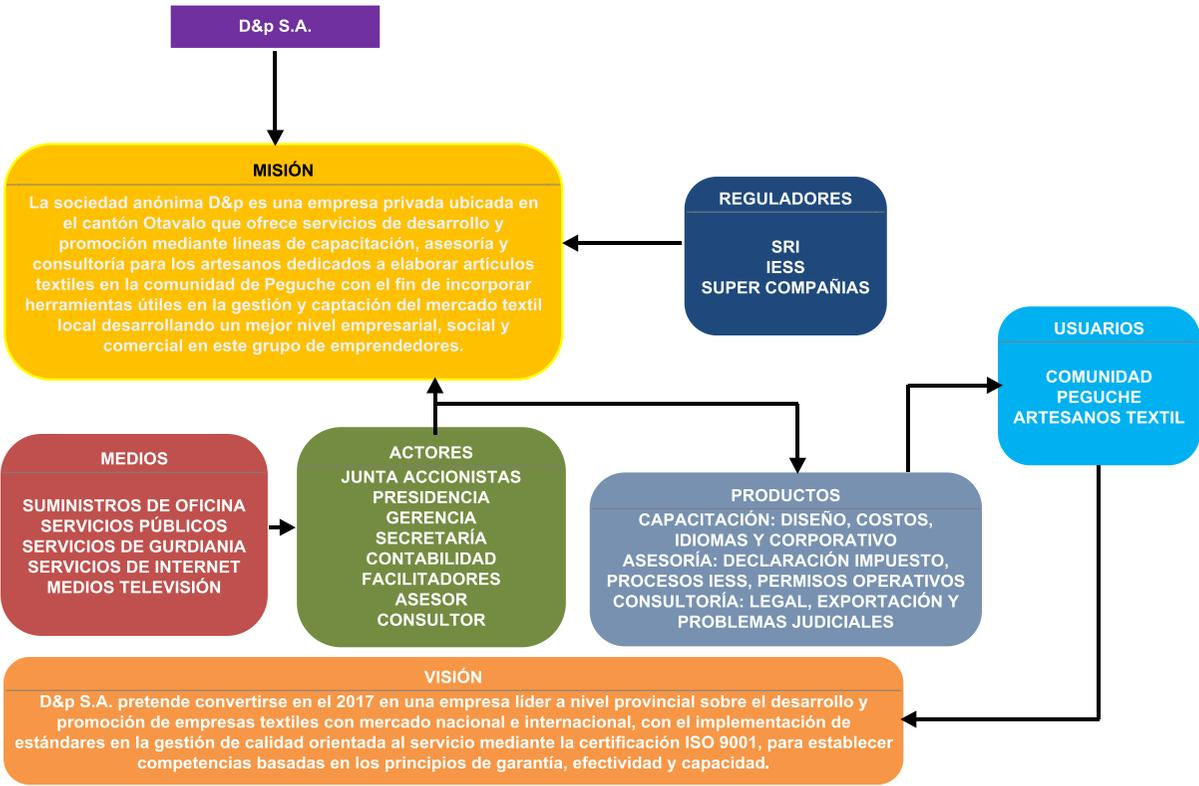 D&p S.A.
MISIÓN
La sociedad anónima D&p es una empresa privada ubicada en
el cantón Otavalo que ofrece servicios de desarrollo y
promoción mediante líneas de capacitación, asesoría y
consultoría para los artesanos dedicados a elaborar artículos
textiles en la comunidad de Peguche con el fin de incorporar
herramientas útiles en la gestión y captación del mercado textil
local desarrollando un mejor nivel empresarial, social y
comercial en este grupo de emprendedores.
REGULADORES
SRI
IESS
SUPER COMPAÑIAS
USUARIOS
COMUNIDAD
PEGUCHE
ARTESANOS TEXTIL
MEDIOS
SUMINISTROS DE OFICINA
SERVICIOS PÚBLICOS
SERVICIOS DE GURDIANIA
SERVICIOS DE INTERNET
MEDIOS TELEVISIÓN
ACTORES
JUNTA ACCIONISTAS
PRESIDENCIA
GERENCIA
SECRETARÍA
CONTABILIDAD
FACILITADORES
ASESOR
CONSULTOR
PRODUCTOS
CAPACITACIÓN: DISEÑO, COSTOS,
IDIOMAS Y CORPORATIVO
ASESORÍA: DECLARACIÓN IMPUESTO,
PROCESOS IESS, PERMISOS OPERATIVOS
CONSULTORÍA: LEGAL, EXPORTACIÓN Y
PROBLEMAS JUDICIALES
VISIÓN
D&p S.A. pretende convertirse en el 2017 en una empresa líder a nivel provincial sobre el desarrollo y
promoción de empresas textiles con mercado nacional e internacional, con el implementación de
estándares en la gestión de calidad orientada al servicio mediante la certificación ISO 9001, para establecer
competencias basadas en los principios de garantía, efectividad y capacidad.